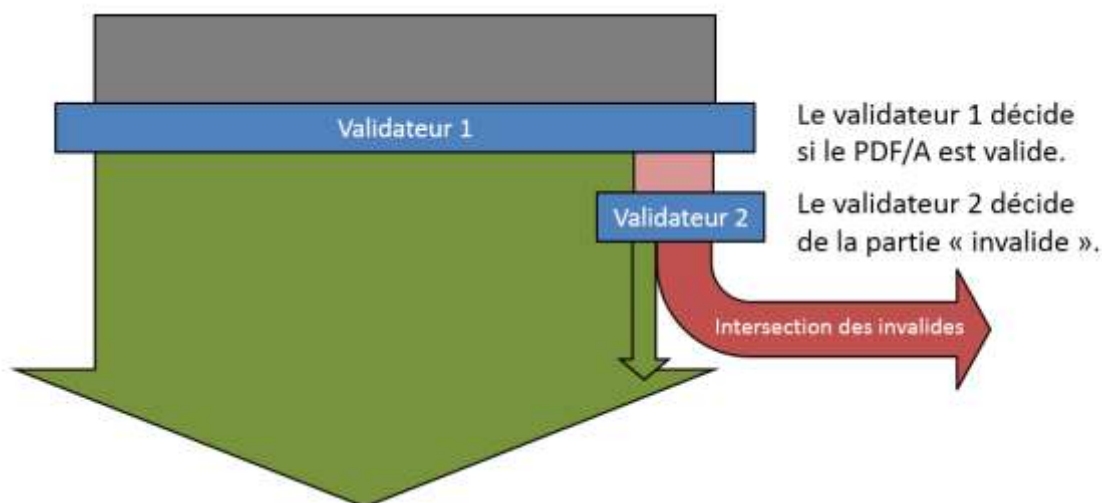 Validateur 1
Le validateur 1 décide
si le PDF/A est valide.
Validateur 2
Le validateur 2 décide
de la partie « invalide ».
Intersection des invalides